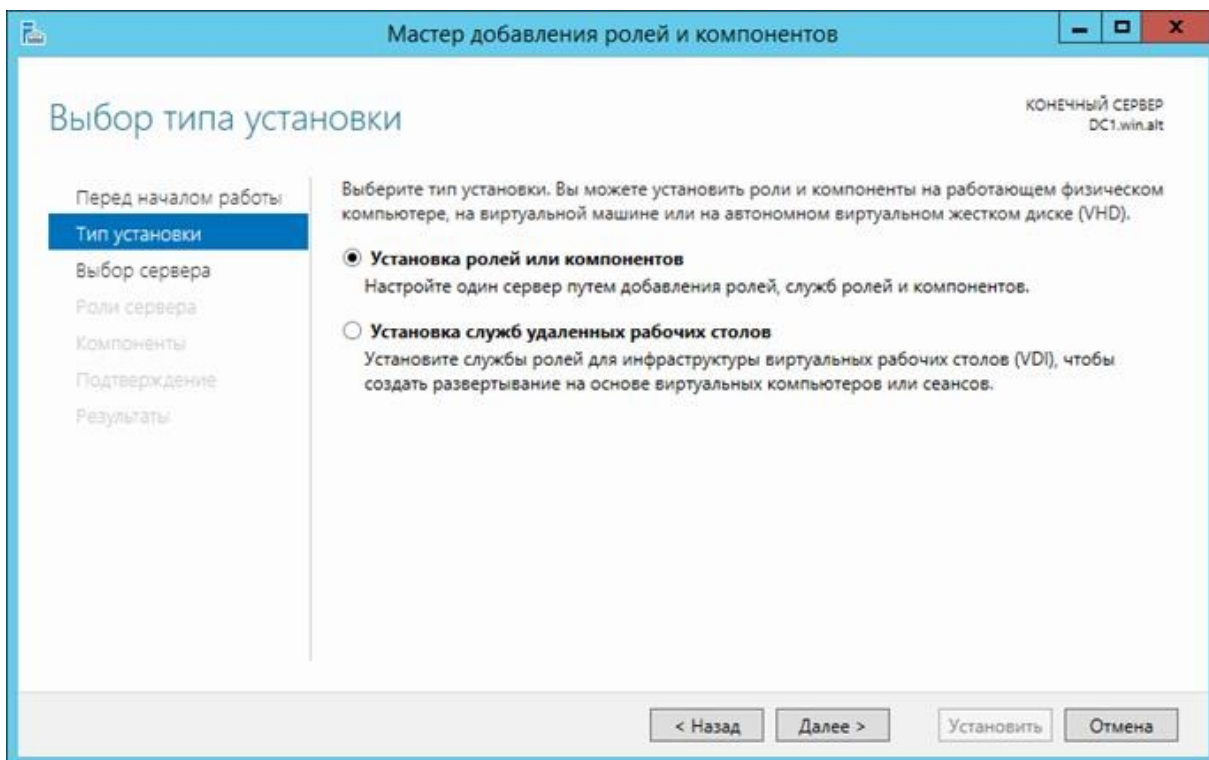 Мастер добавления ролей и компонентов
Выбор типа установки
КОНЕЧНЫЙ СЕРВЕР
DC1.win.alt
Перед началом работы
Тип установки
Выбор сервера
Роли сервера
Компоненты
Подтверждение
Результаты
Выберите тип установки. Вы можете установить роли и компоненты на работающем физическом
компьютере, на виртуальной машине или на автономном виртуальном жестком диске (VHD).
Установка ролей или компонентов
Настройте один сервер путем добавления ролей, служб ролей и компонентов.
Установка служб удаленных рабочих столов
Установите службы ролей для инфраструктуры виртуальных рабочих столов (VDI), чтобы
создать развертывание на основе виртуальных компьютеров или сеансов.
< Назад
Далее >
Установить
Отмена